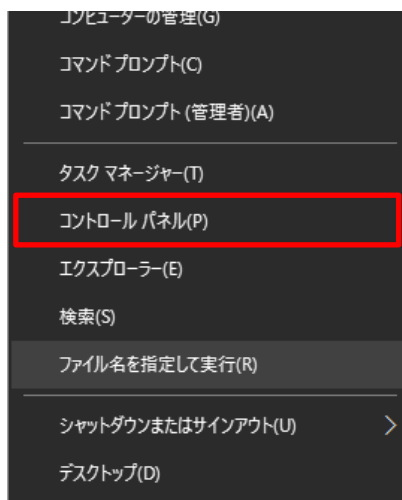 コンピューターの管理(G)
コマンド プロンプト(C)
コマンド プロンプト (管理者)(A)
タスク マネージャー(T)
コントロール パネル(P)
エクスプローラー(E)
検索(S)
ファイル名を指定して実行(R)
シャットダウンまたはサインアウト(U)
デスクトップ(D)